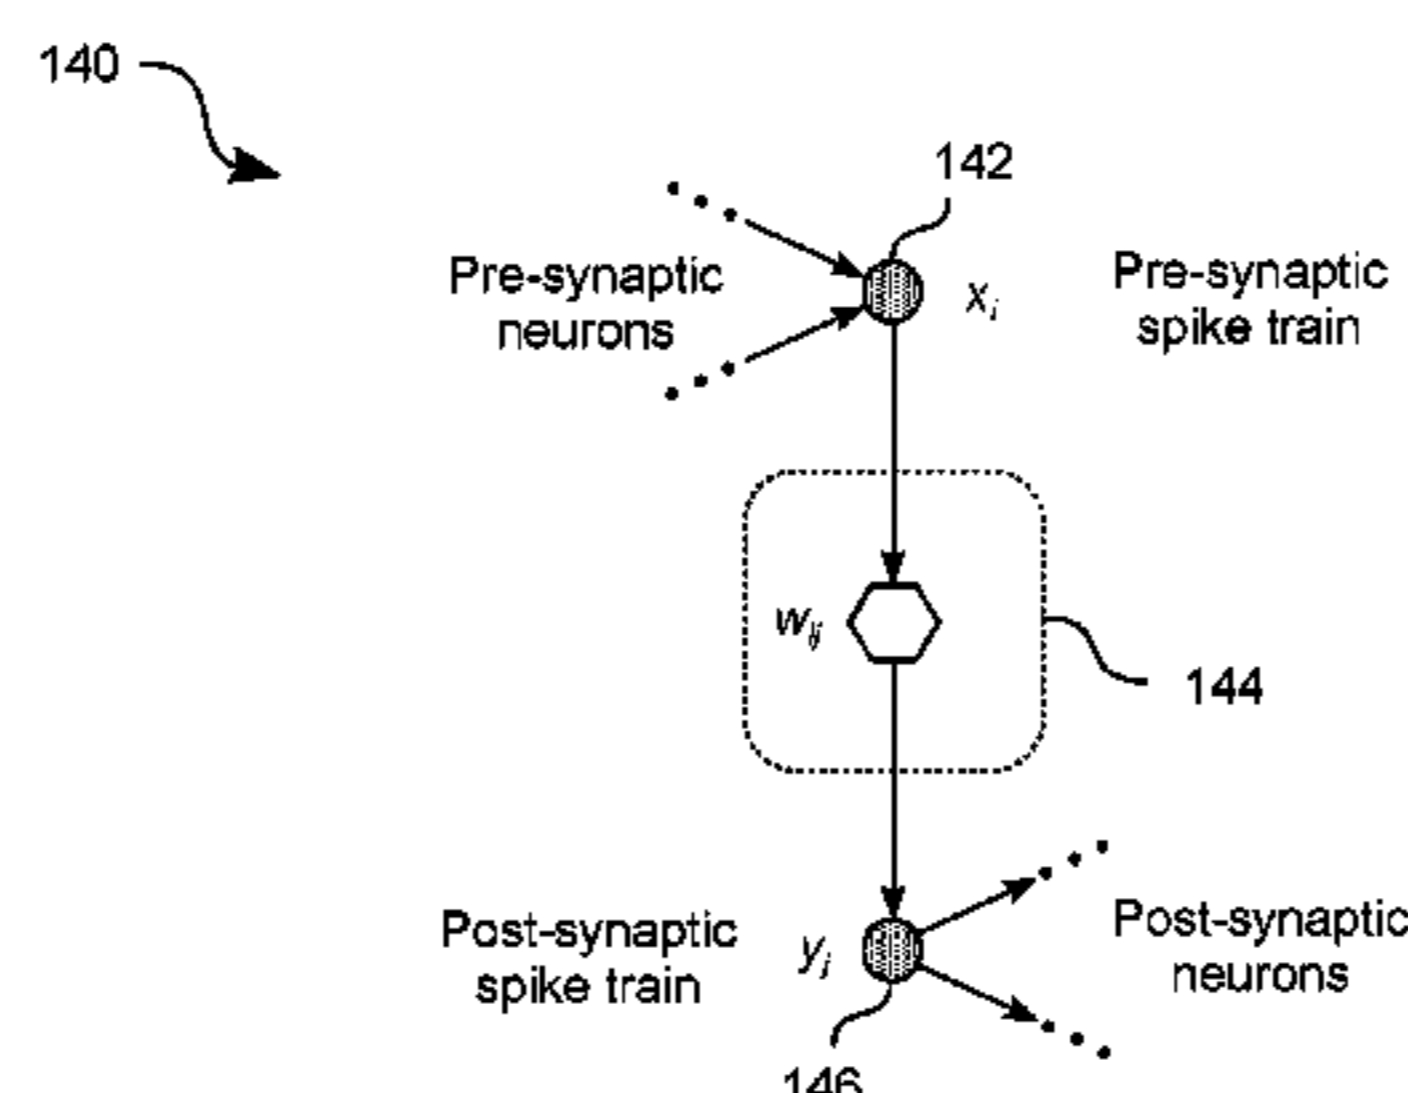 140
142
Pre-synaptic
neurons
x_i
Pre-synaptic
spike train
w_ij
144
Post-synaptic
spike train
y_j
Post-synaptic
neurons
146